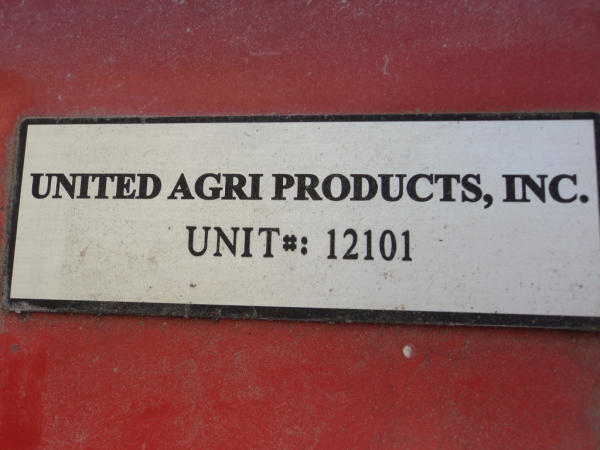 UNITED AGRI PRODUCTS, INC.
UNIT#: 12101